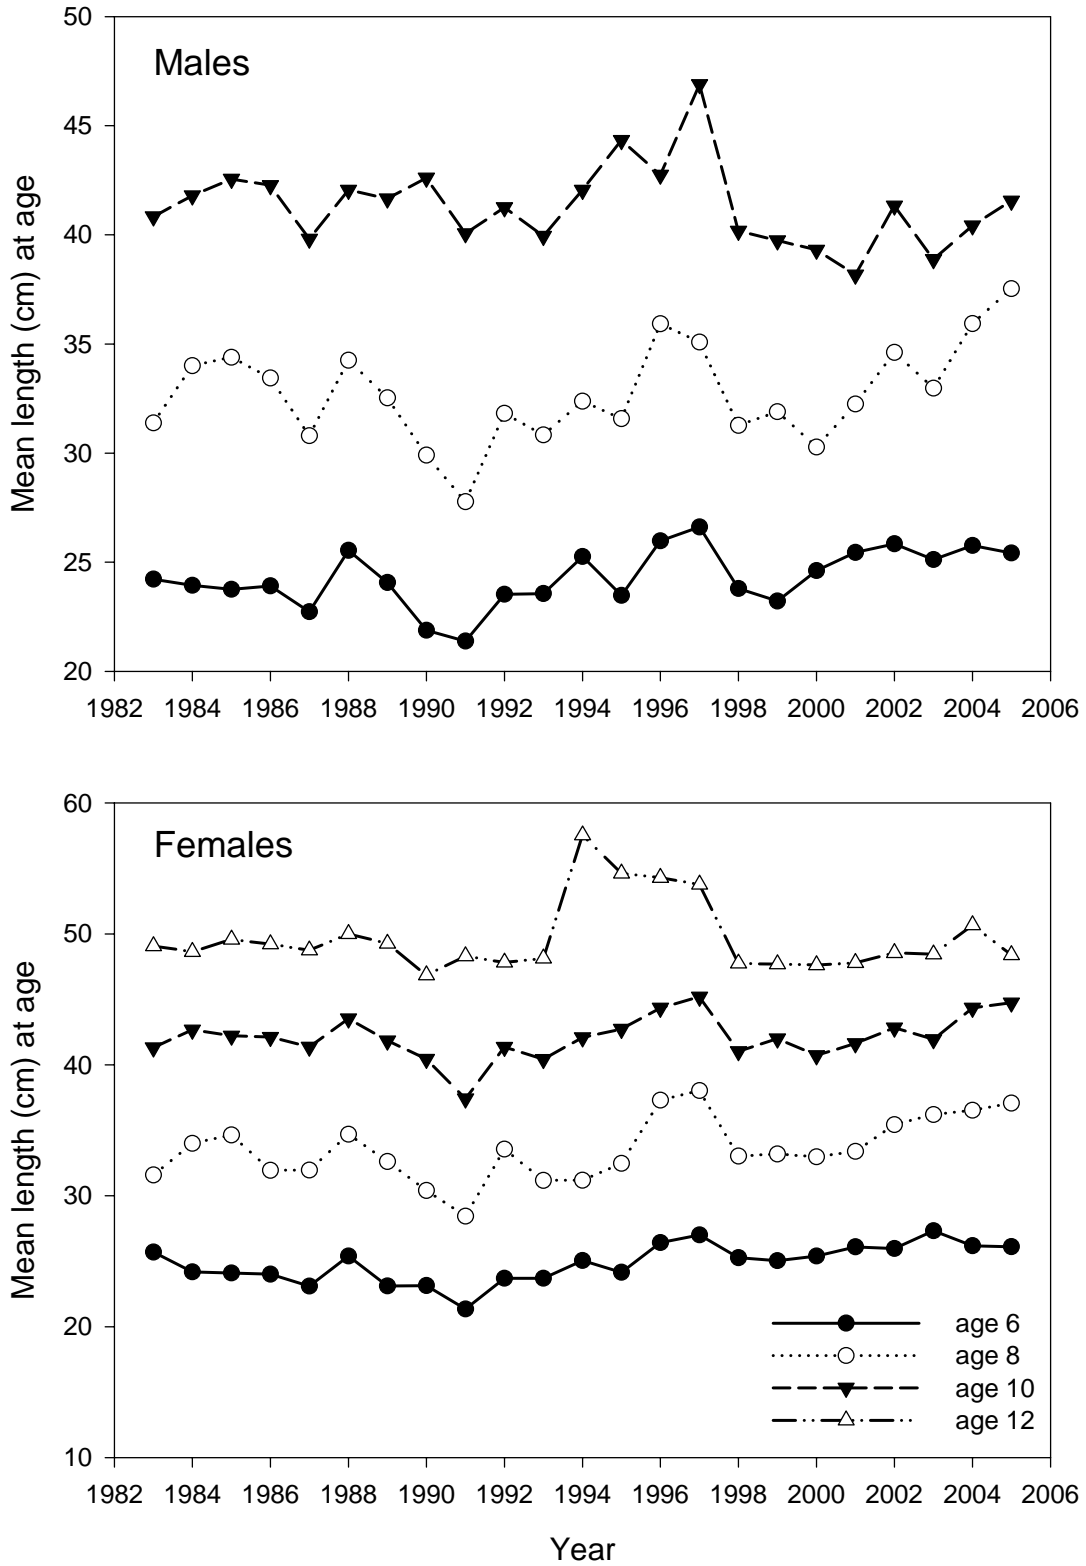 Males
Mean length (cm) at age
50
45
40
35
30
25
20
1982 1984 1986 1988 1990 1992 1994 1996 1998 2000 2002 2004 2006
Females
Mean length (cm) at age
60
50
40
30
20
10
age 6
age 8
age 10
age 12
1982 1984 1986 1988 1990 1992 1994 1996 1998 2000 2002 2004 2006
Year